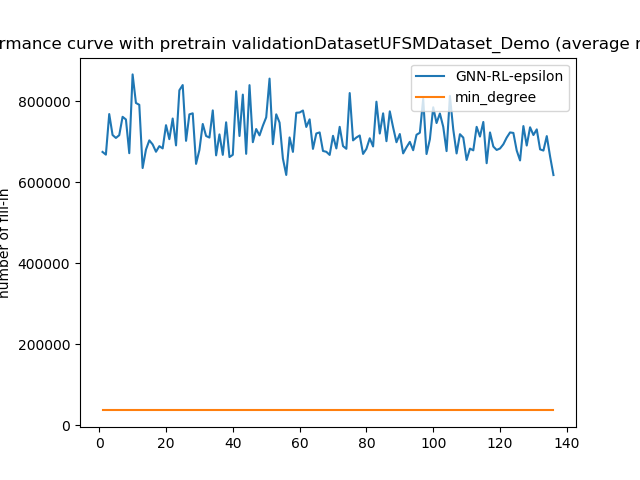 rmance curve with pretrain validationDatasetUFSMDataset_Demo (average
GNN-RL-epsilon
min_degree
number of fill-in
800000
600000
400000
200000
0
0 20 40 60 80 100 120 140